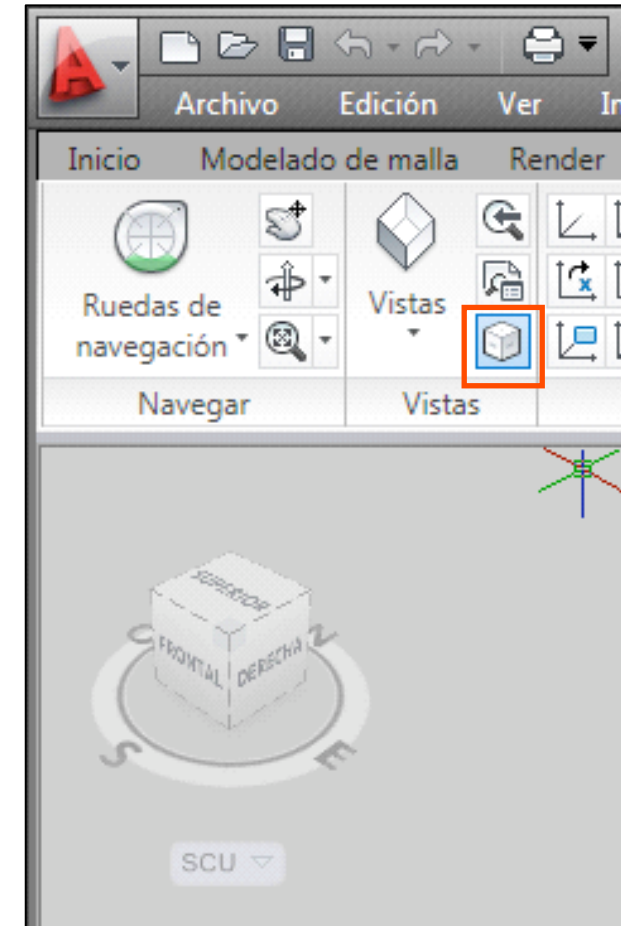 Archivo Edición Ver
Inicio Modelado de malla Render
Ruedas de
navegación
Vistas
x
Navegar Vistas
SUPERIOR
FRONTAL DERECHA
O N
S E
SCU